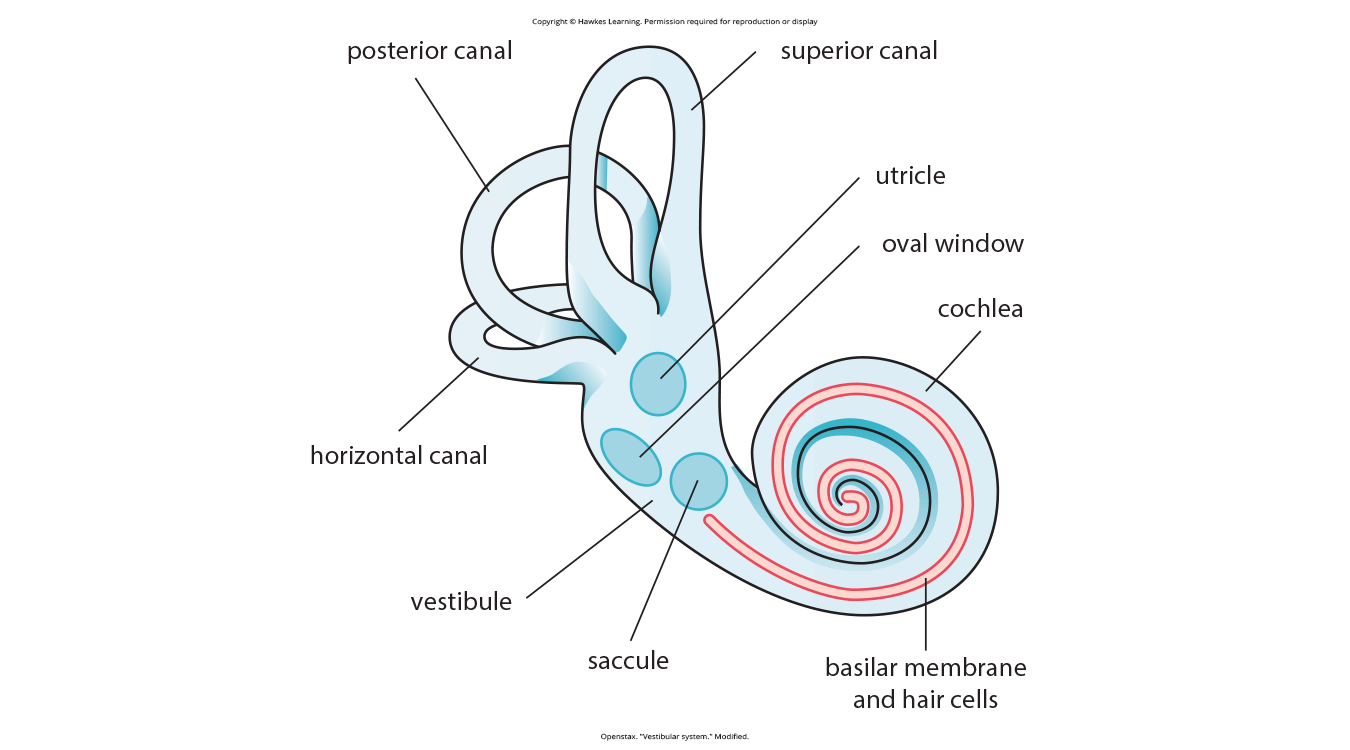 Copyright © Hawkes Learning. Permission required for reproduction or display
posterior canal
superior canal
utricle
oval window
cochlea
horizontal canal
vestibule
saccule
basilar membrane
and hair cells
Openstax. "Vestibular system." Modified.